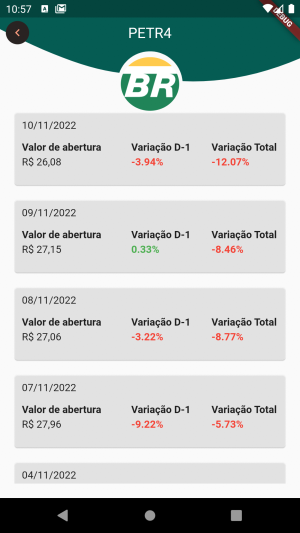 10:57
A
DEBUG
PETR4
BR
10/11/2022
Valor de abertura Variação D-1 Variação Total
R$ 26,08 -3.94% -12.07%
09/11/2022
Valor de abertura Variação D-1 Variação Total
R$ 27,15 0.33% -8.46%
08/11/2022
Valor de abertura Variação D-1 Variação Total
R$ 27,06 -3.22% -8.77%
07/11/2022
Valor de abertura Variação D-1 Variação Total
R$ 27,96 -9.22% -5.73%
04/11/2022